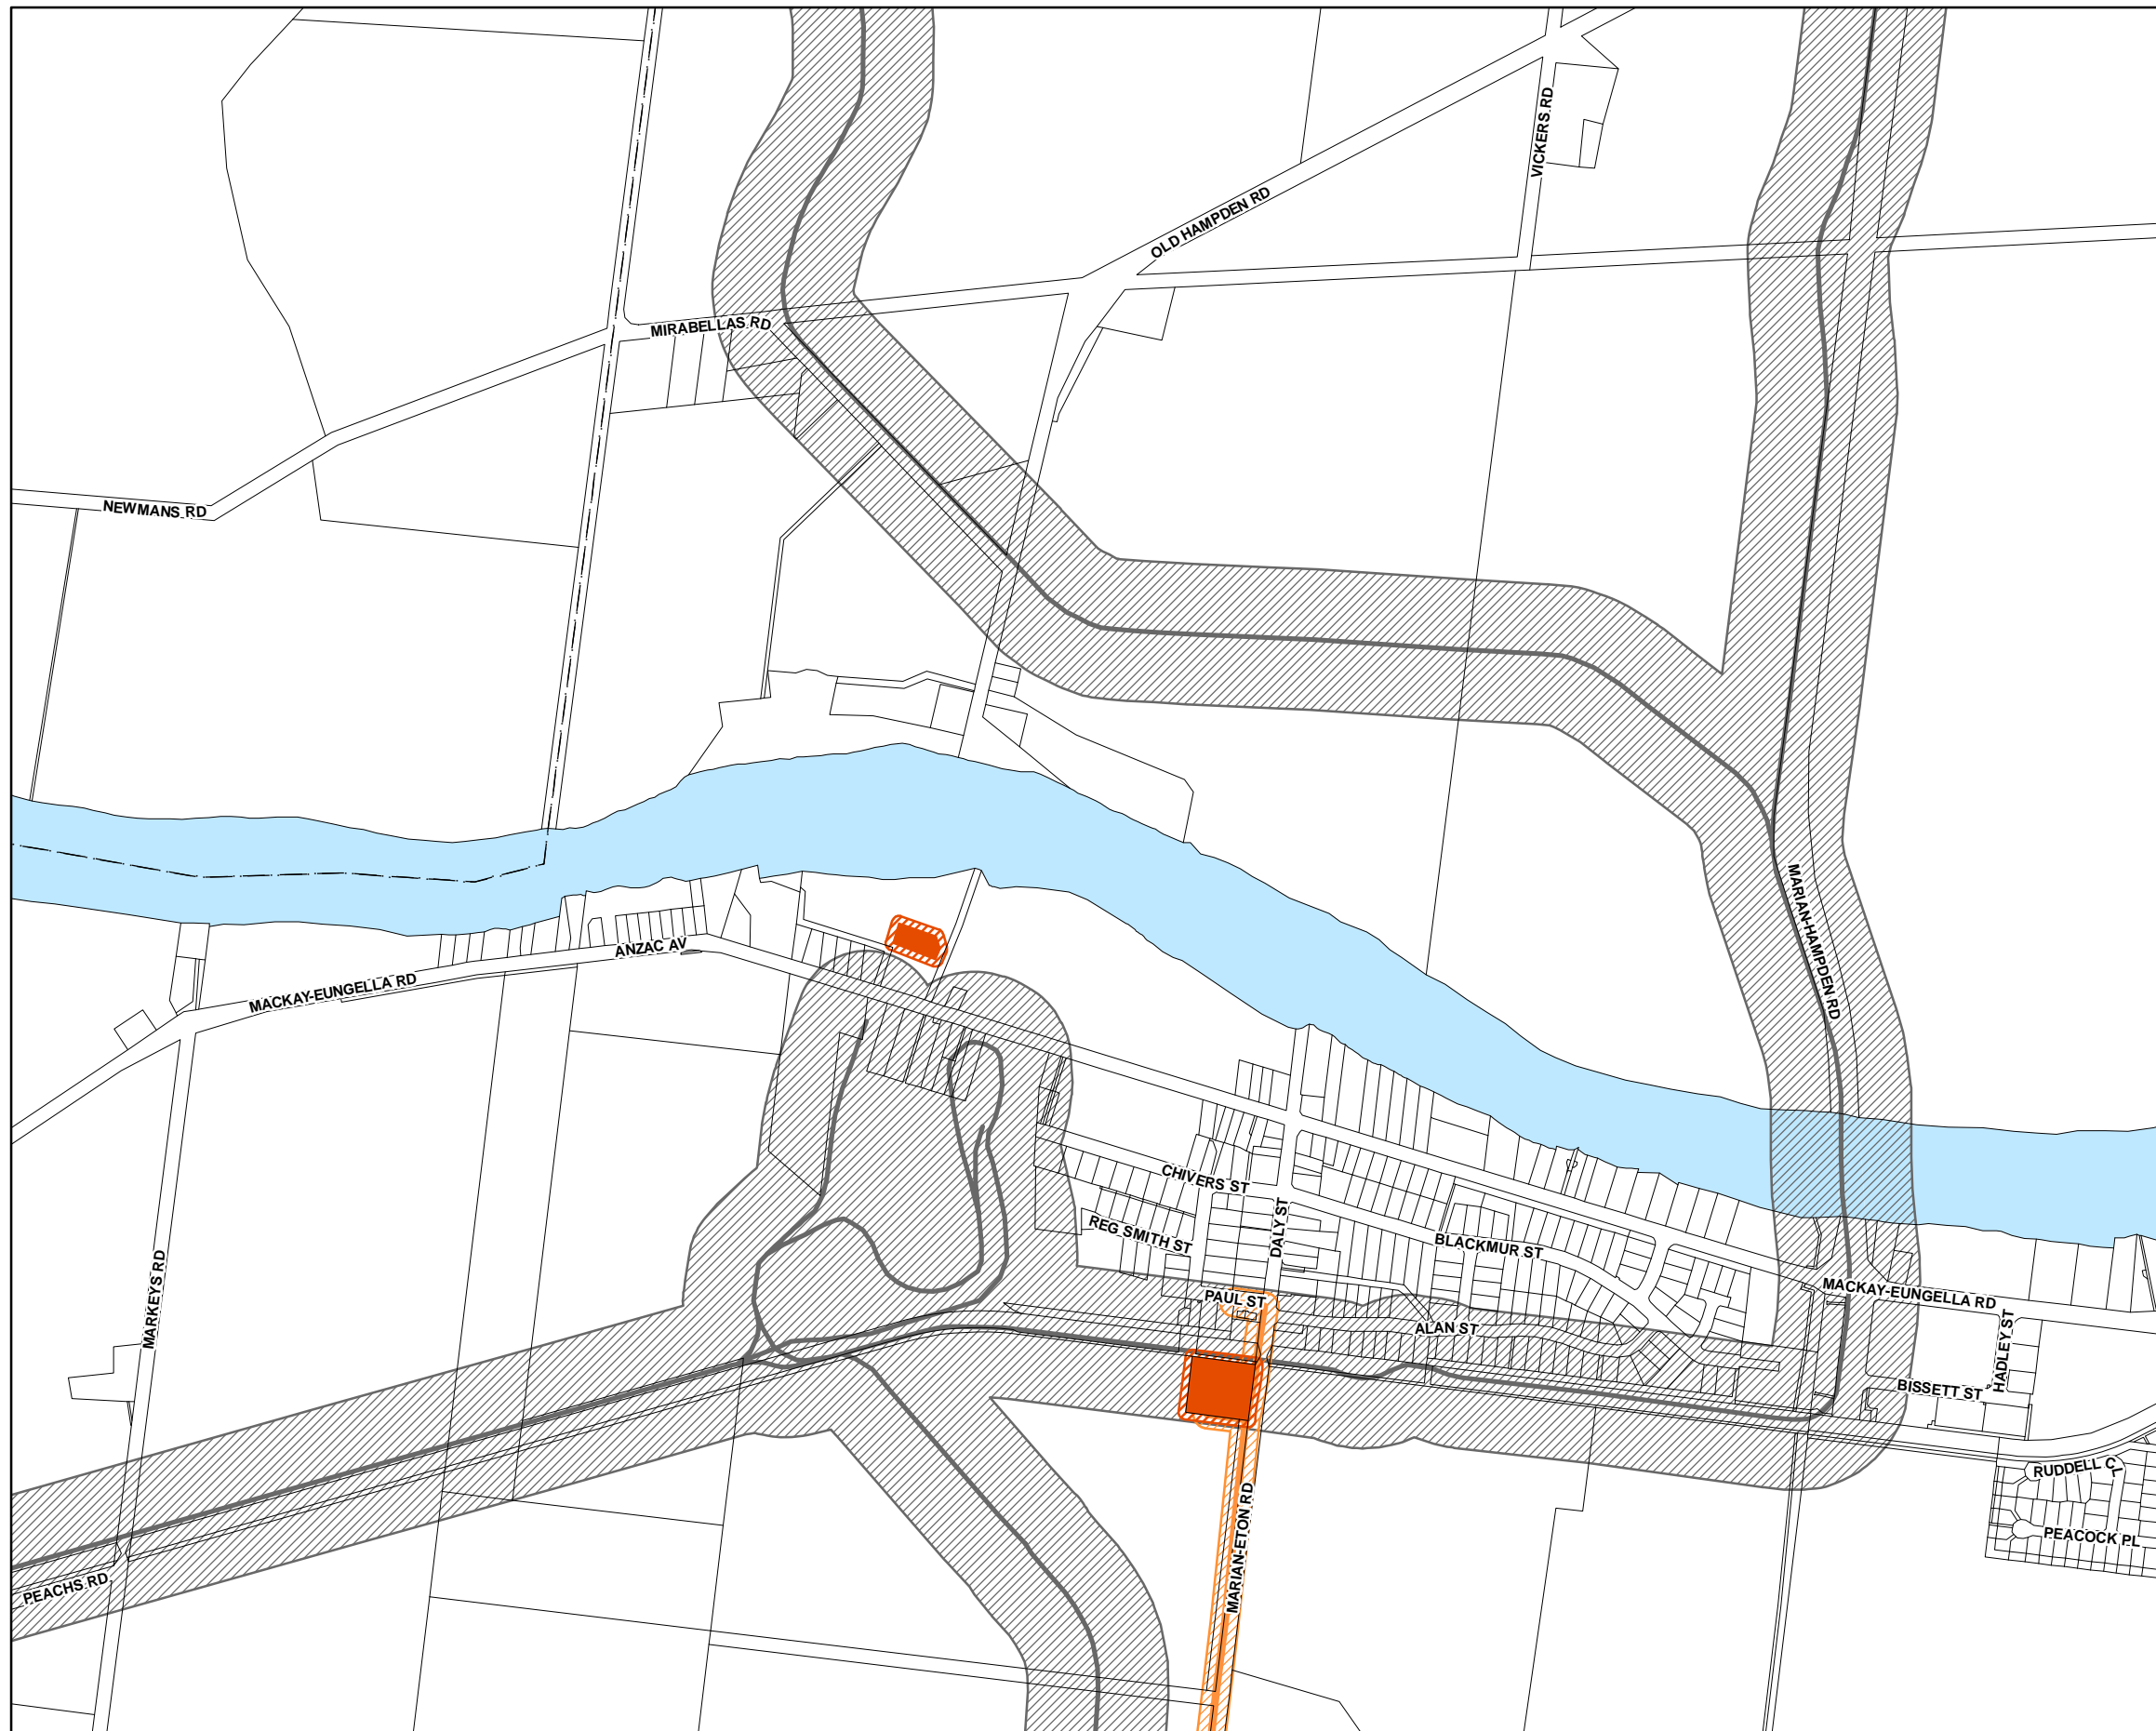 VICKERS RD
OLD HAMPDEN RD
MIRABELLAS RD
NEWMANS RD
MARIAN-HAMPDEN RD
ANZAC AV
MACKAY-EUNGELLA RD
CHIVERS ST
REG SMITH ST
DALY ST
BLACKMUR ST
MARKEYS RD
PAUL ST
ALAN ST
MACKAY-EUNGELLA RD
HADLEY ST
BISSETT ST
RUDDELL CL
PEACOCK PL
MARIAN-ETON RD
PEACHS RD